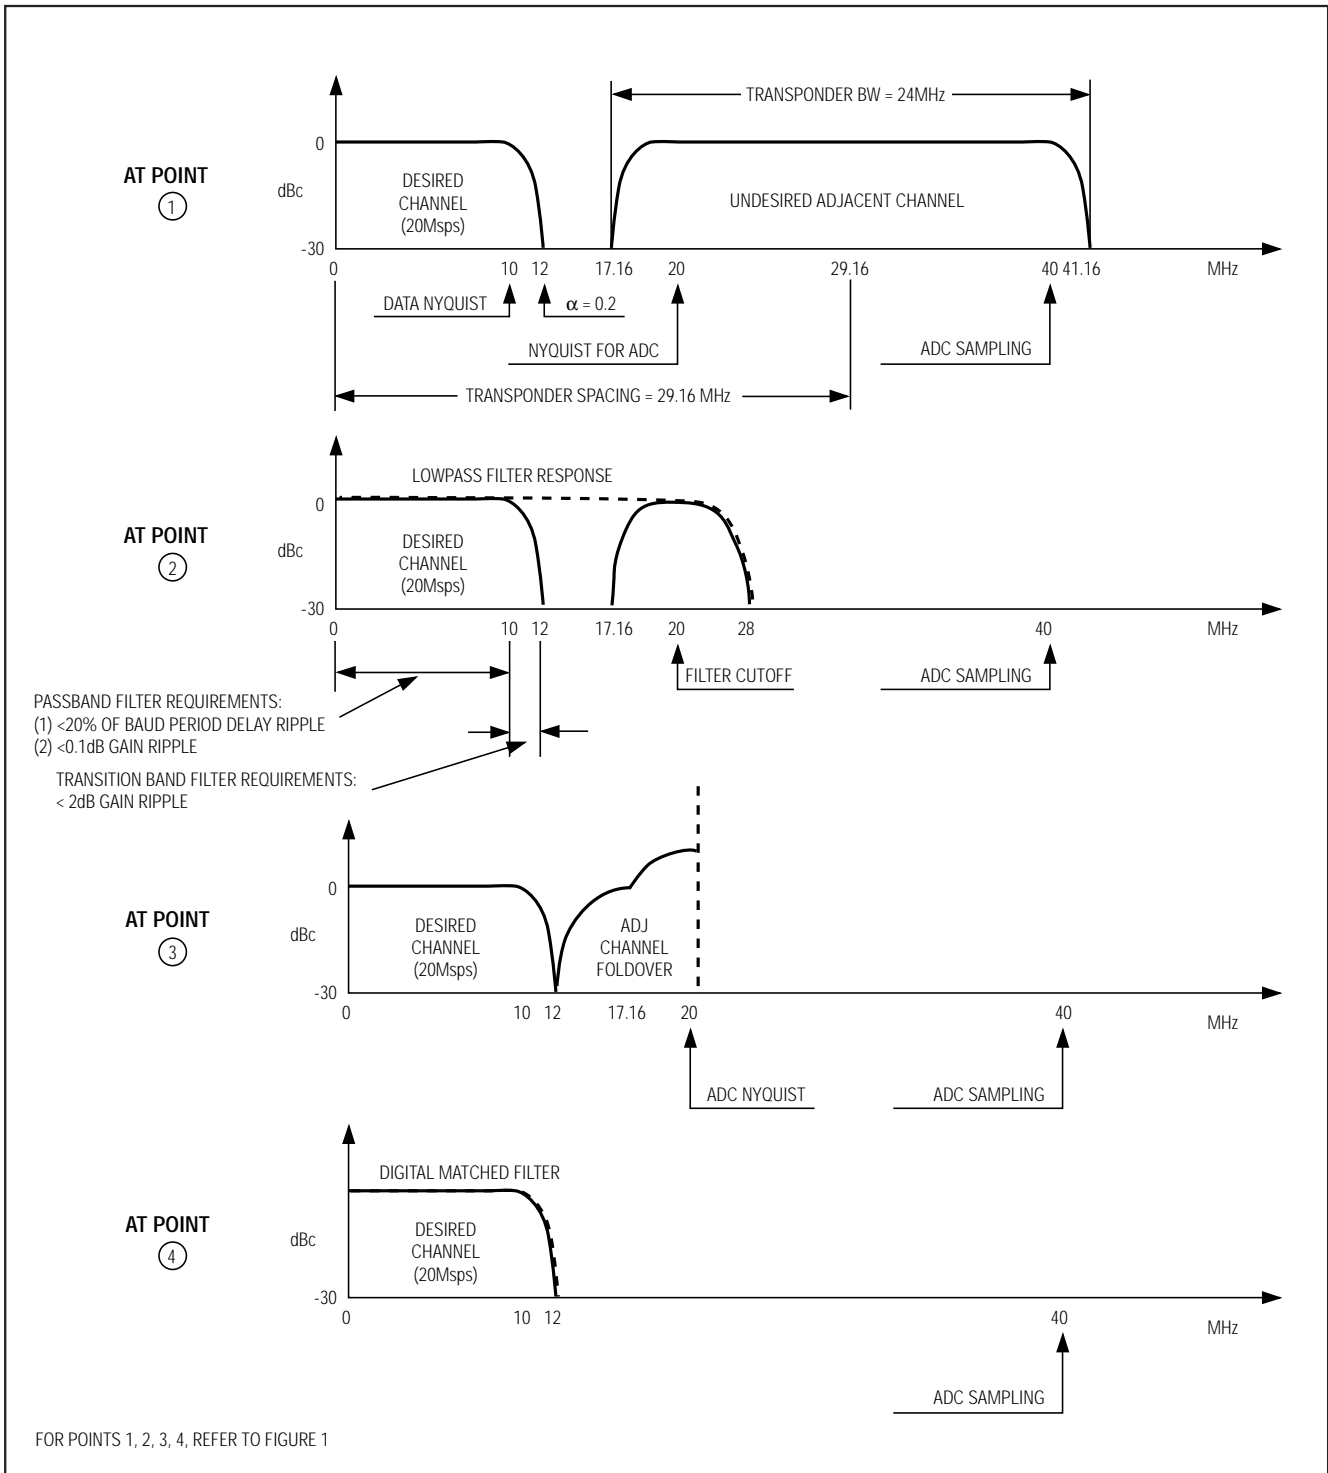 TRANSPONDER BW = 24MHz
0
AT POINT
1
dBc
DESIRED
CHANNEL
(20Msps)
UNDESIRED ADJACENT CHANNEL
-30
0 10 12 17.16 20 29.16 40 41.16 MHz
DATA NYQUIST
α = 0.2
NYQUIST FOR ADC
ADC SAMPLING
TRANSPONDER SPACING = 29.16 MHz
LOWPASS FILTER RESPONSE
0
AT POINT
2
dBc
DESIRED
CHANNEL
(20Msps)
-30
0 10 12 17.16 20 28 40 MHz
FILTER CUTOFF
ADC SAMPLING
PASSBAND FILTER REQUIREMENTS:
(1) <20% OF BAUD PERIOD DELAY RIPPLE
(2) <0.1dB GAIN RIPPLE
TRANSITION BAND FILTER REQUIREMENTS:
< 2dB GAIN RIPPLE
0
AT POINT
3
dBc
DESIRED
CHANNEL
(20Msps)
ADJ
CHANNEL
FOLDOVER
-30
0 10 12 17.16 20 40 MHz
ADC NYQUIST
ADC SAMPLING
DIGITAL MATCHED FILTER
AT POINT
4
dBc
DESIRED
CHANNEL
(20Msps)
-30
0 10 12 40 MHz
ADC SAMPLING
FOR POINTS 1, 2, 3, 4, REFER TO FIGURE 1